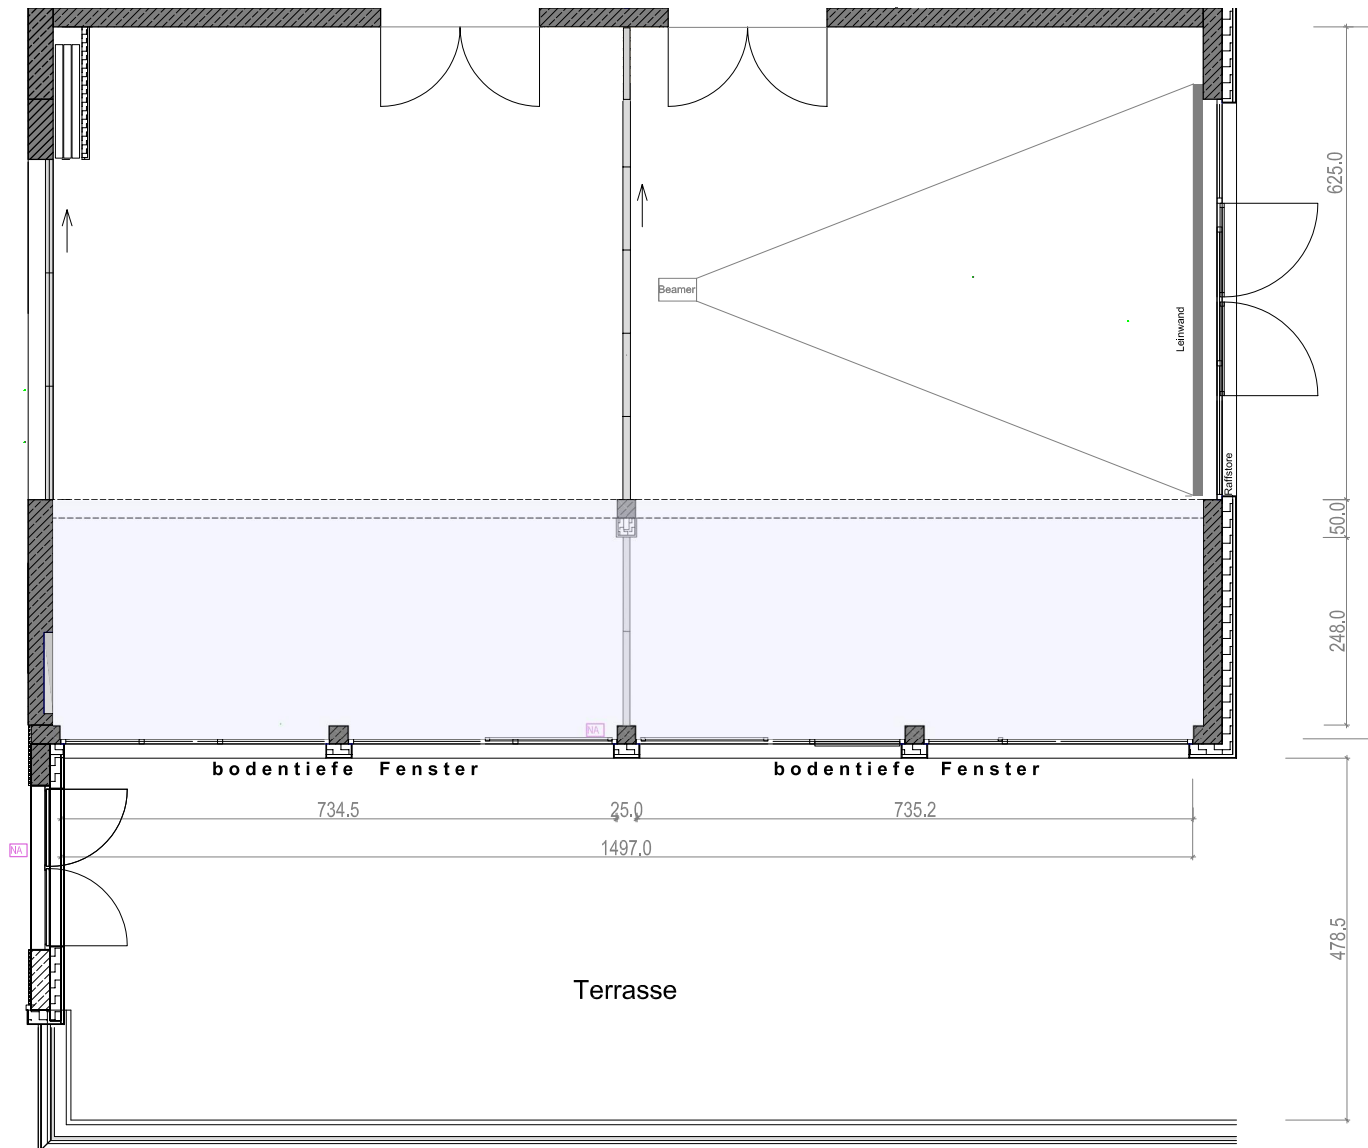 625.0
Beamer
Leinwand
Raffstore
50.0
248.0
NA
bodentiefe Fenster
bodentiefe Fenster
734.5
25.0
735.2
1497.0
NA
478.5
Terrasse